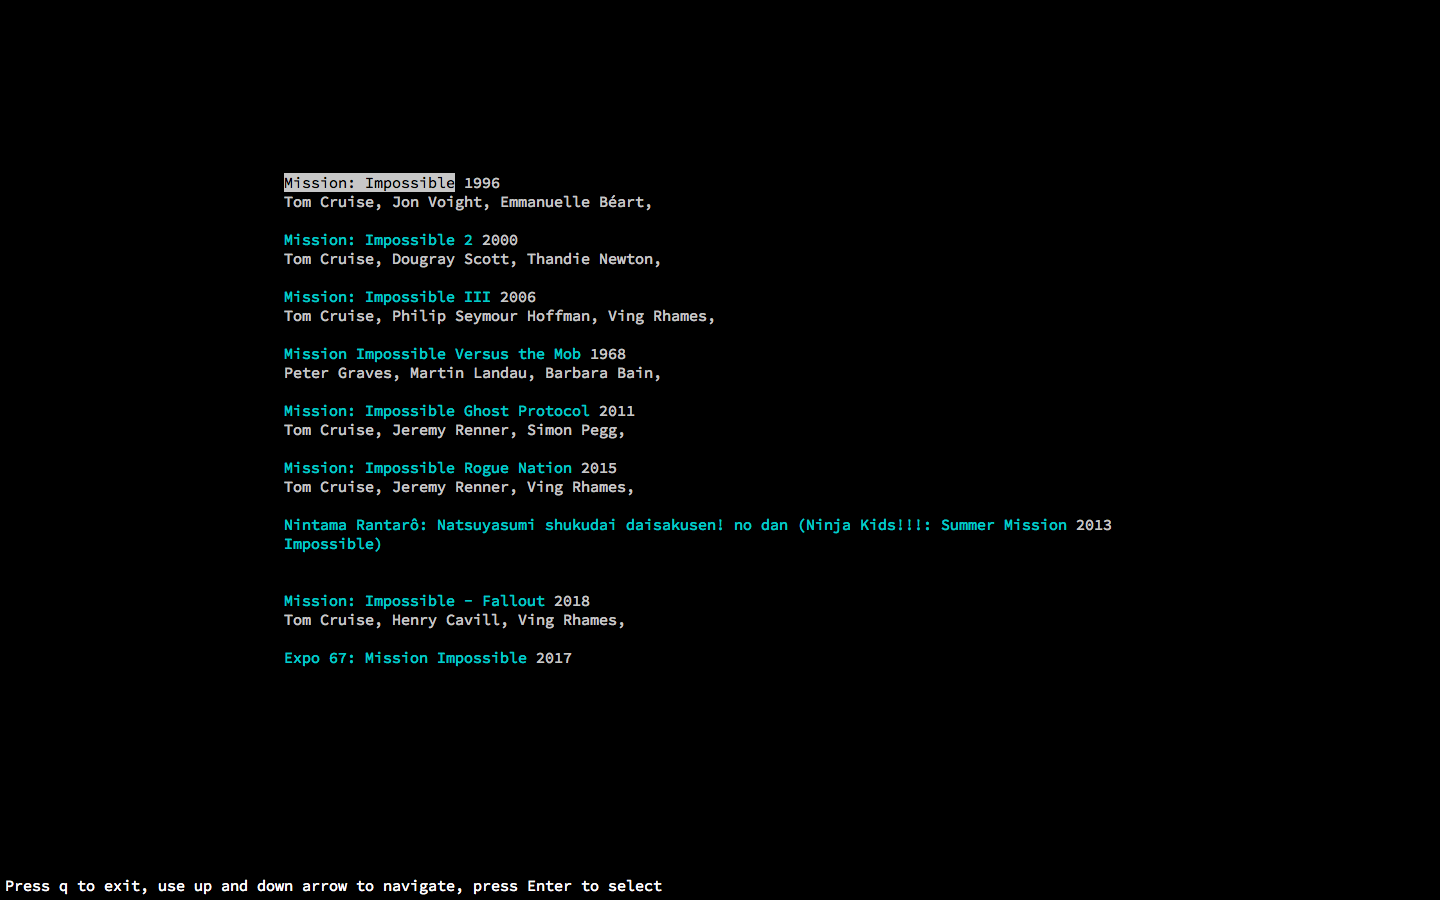 Mission: Impossible 1996
Tom Cruise, Jon Voight, Emmanuelle Béart,
Mission: Impossible 2 2000
Tom Cruise, Dougray Scott, Thandie Newton,
Mission: Impossible III 2006
Tom Cruise, Philip Seymour Hoffman, Ving Rhames,
Mission Impossible Versus the Mob 1968
Peter Graves, Martin Landau, Barbara Bain,
Mission: Impossible Ghost Protocol 2011
Tom Cruise, Jeremy Renner, Simon Pegg,
Mission: Impossible Rogue Nation 2015
Tom Cruise, Jeremy Renner, Ving Rhames,
Nintama Rantarô: Natsuyasumi shukudai daisakusen! no dan (Ninja Kids!!!: Summer Mission 2013
Impossible)
Mission: Impossible - Fallout 2018
Tom Cruise, Henry Cavill, Ving Rhames,
Expo 67: Mission Impossible 2017
Press q to exit, use up and down arrow to navigate, press Enter to select